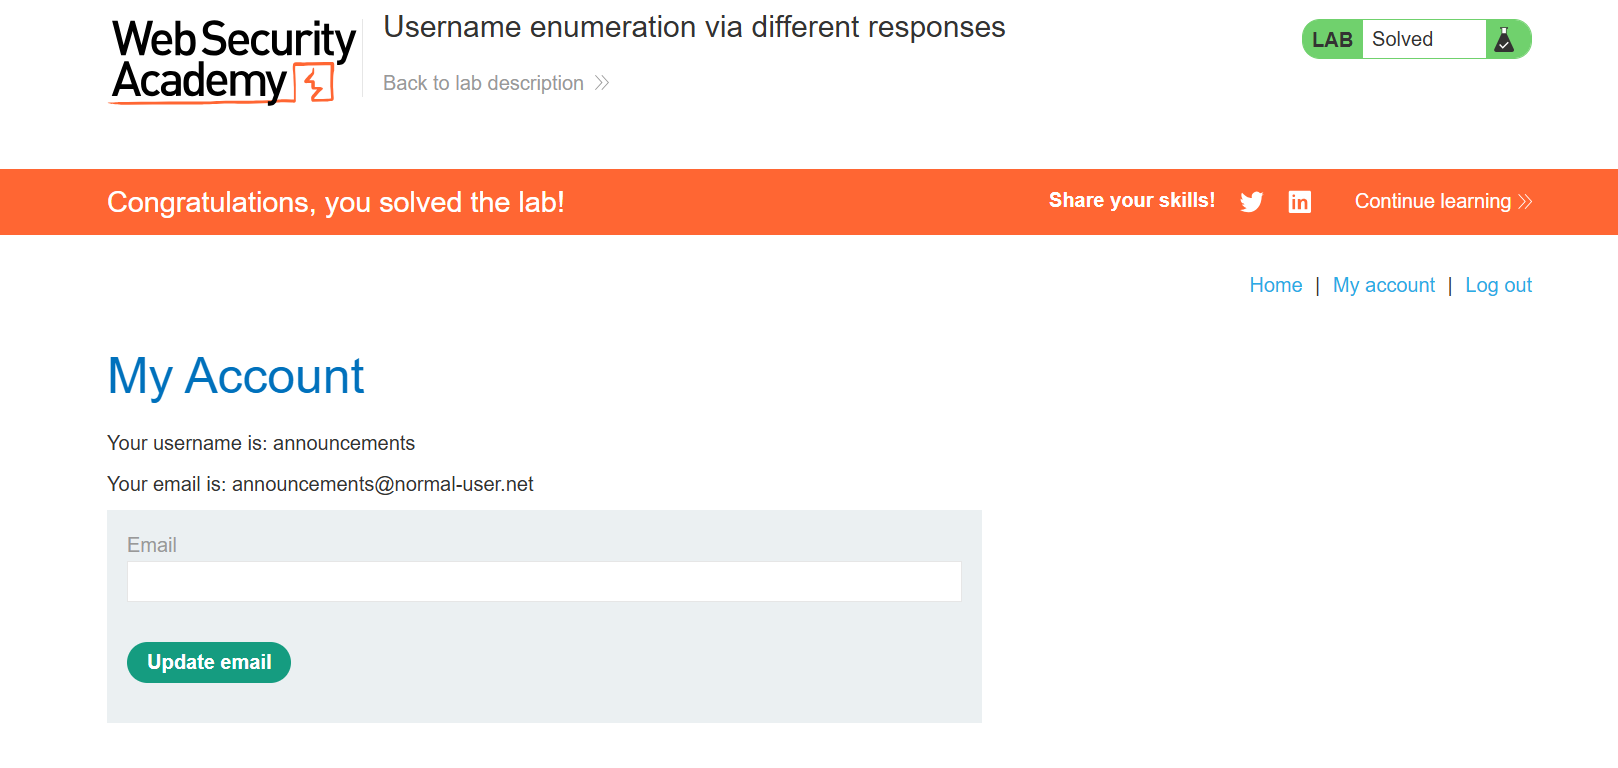 WebSecurity
Academy
Username enumeration via different responses
Back to lab description
LAB Solved
Congratulations, you solved the lab!
Share your skills!
in
Continue learning
Home | My account | Log out
My Account
Your username is: announcements
Your email is: announcements@normal-user.net
Email
Update email